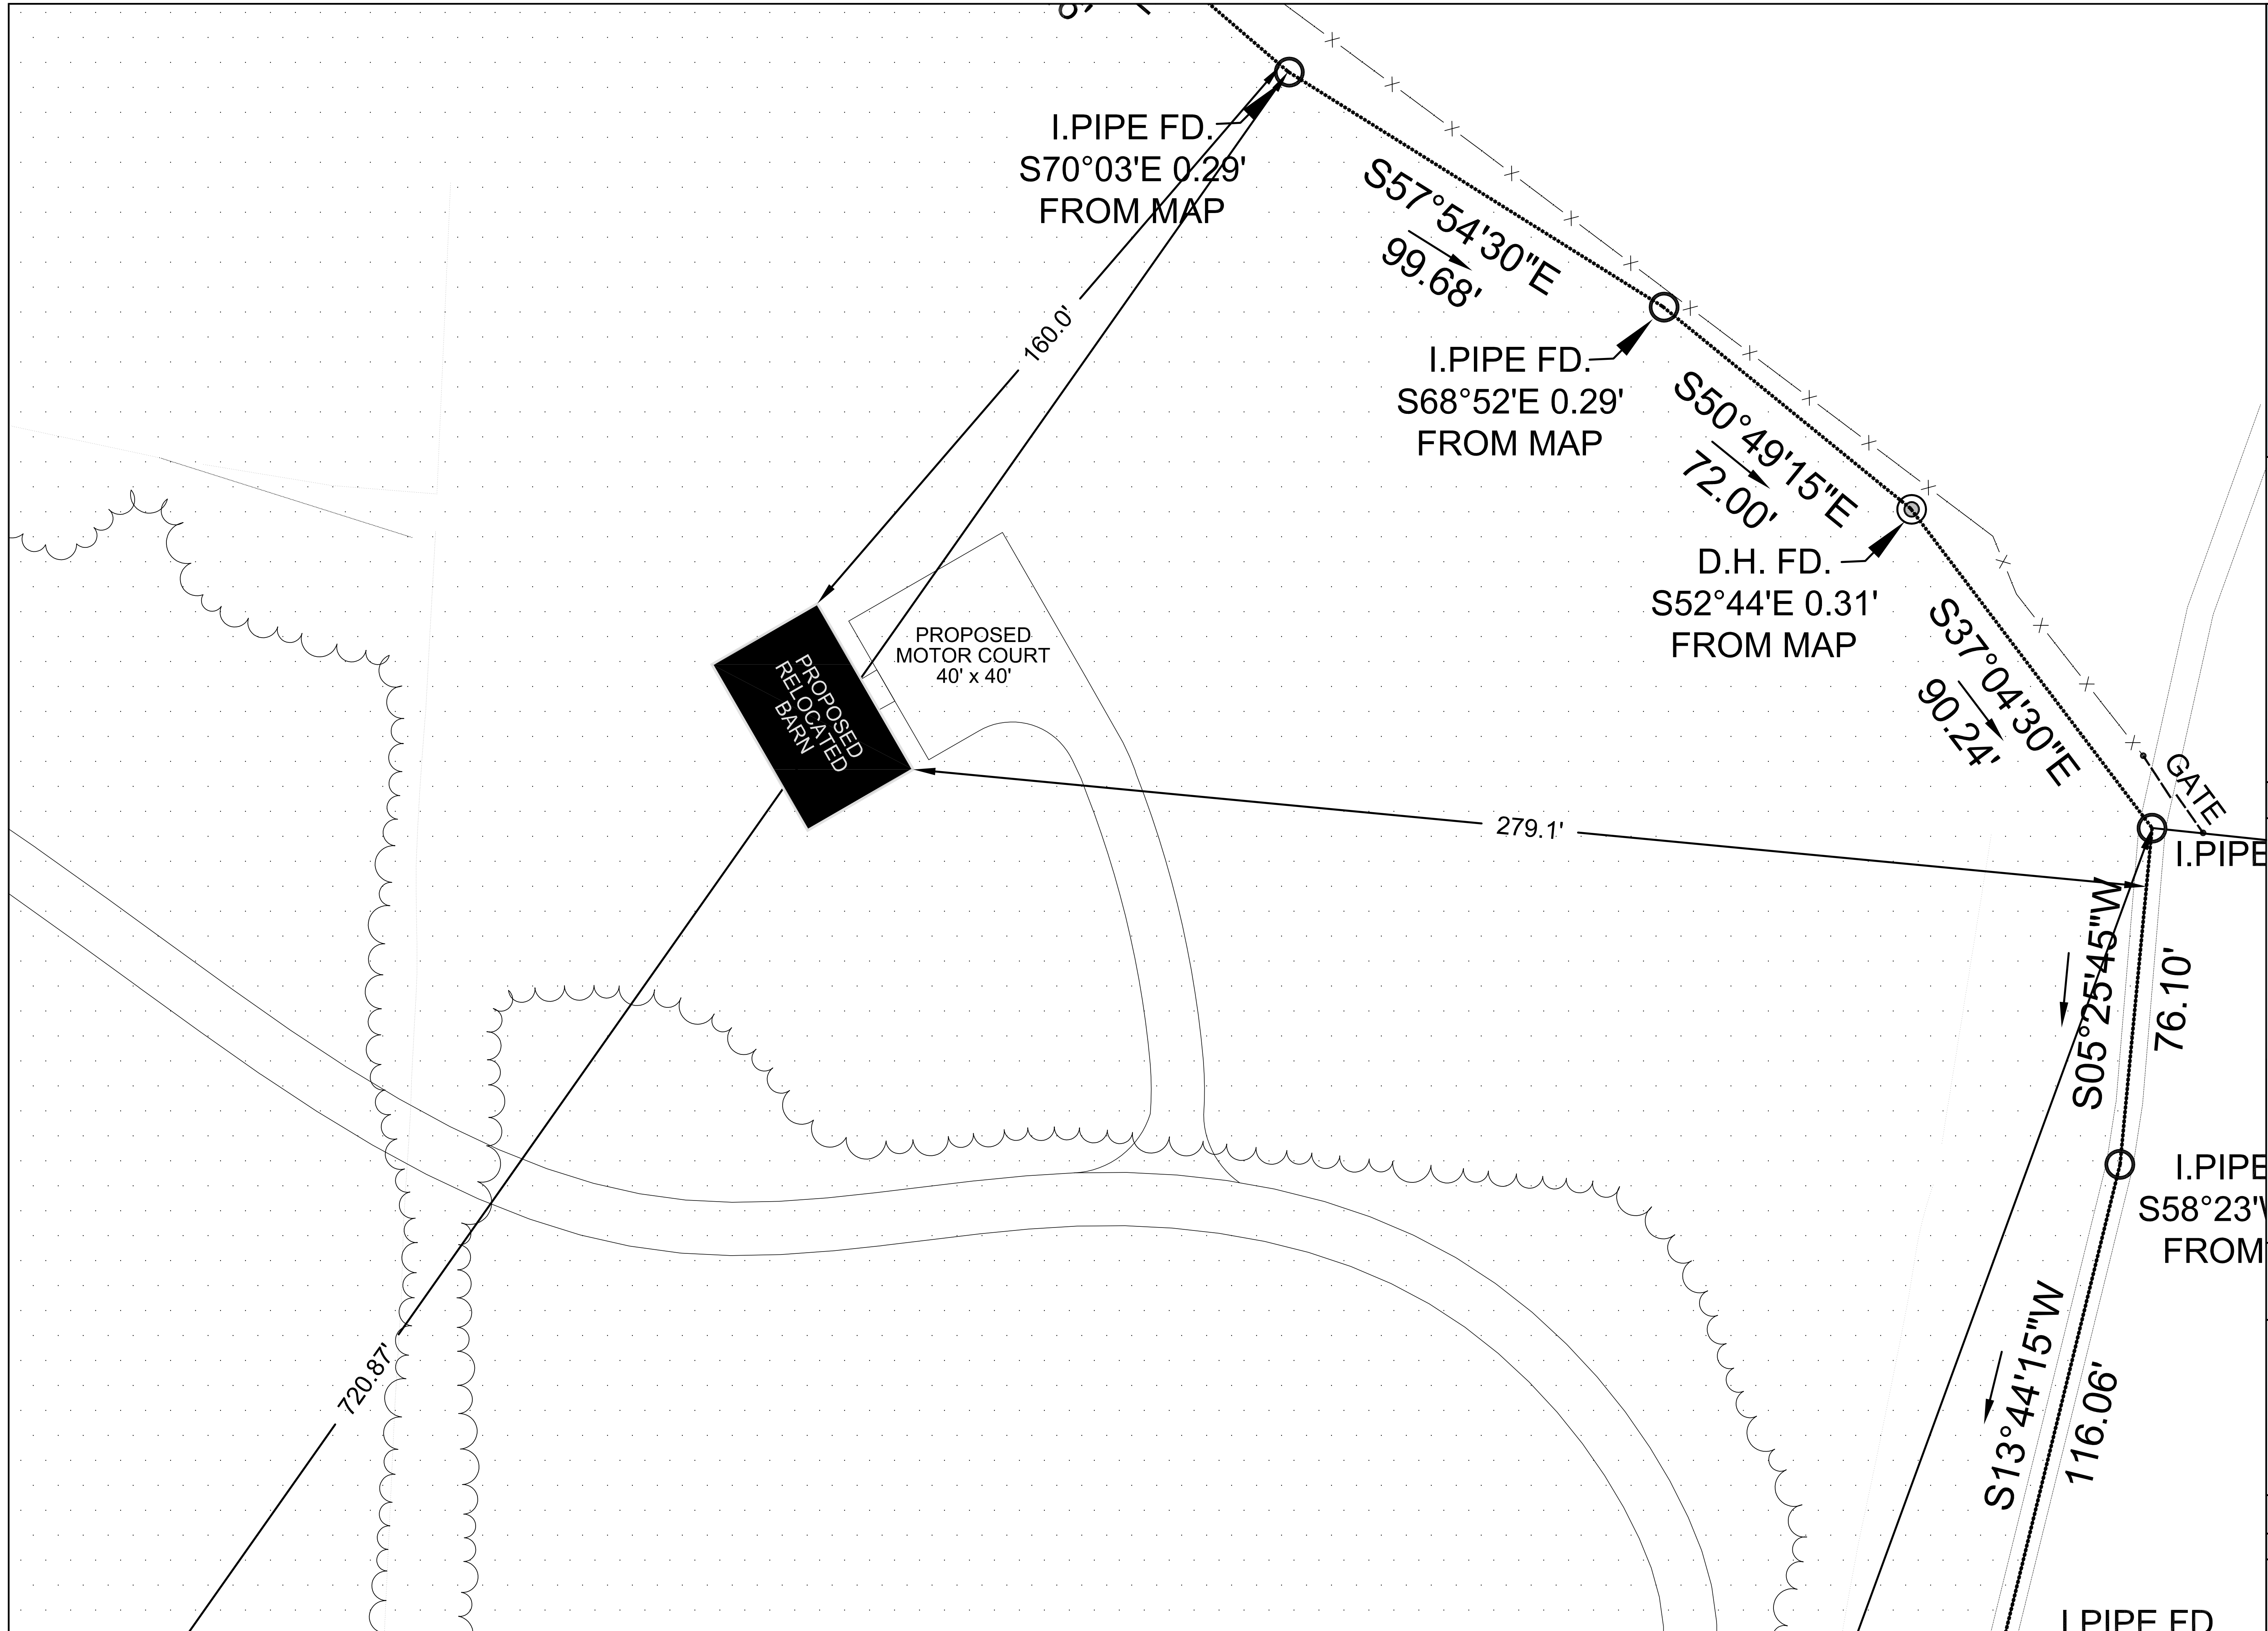 I.PIPE FD.
S70°03'E 0.29'
FROM MAP
S57°54'30"E
99.68'
160.0'
I.PIPE FD.
S68°52'E 0.29'
FROM MAP
S50°49'15"E
72.00'
D.H. FD.
S52°44'E 0.31'
FROM MAP
S37°04'30"E
90.24'
PROPOSED
MOTOR COURT
40' x 40'
PROPOSED
RELOCATED
BARN
GATE
279.1'
I.PIPE
S05°25'45"W
76.10'
I.PIPE
S58°23'
FROM
S13°44'15"W
116.06'
720.87'
I.PIPE FD